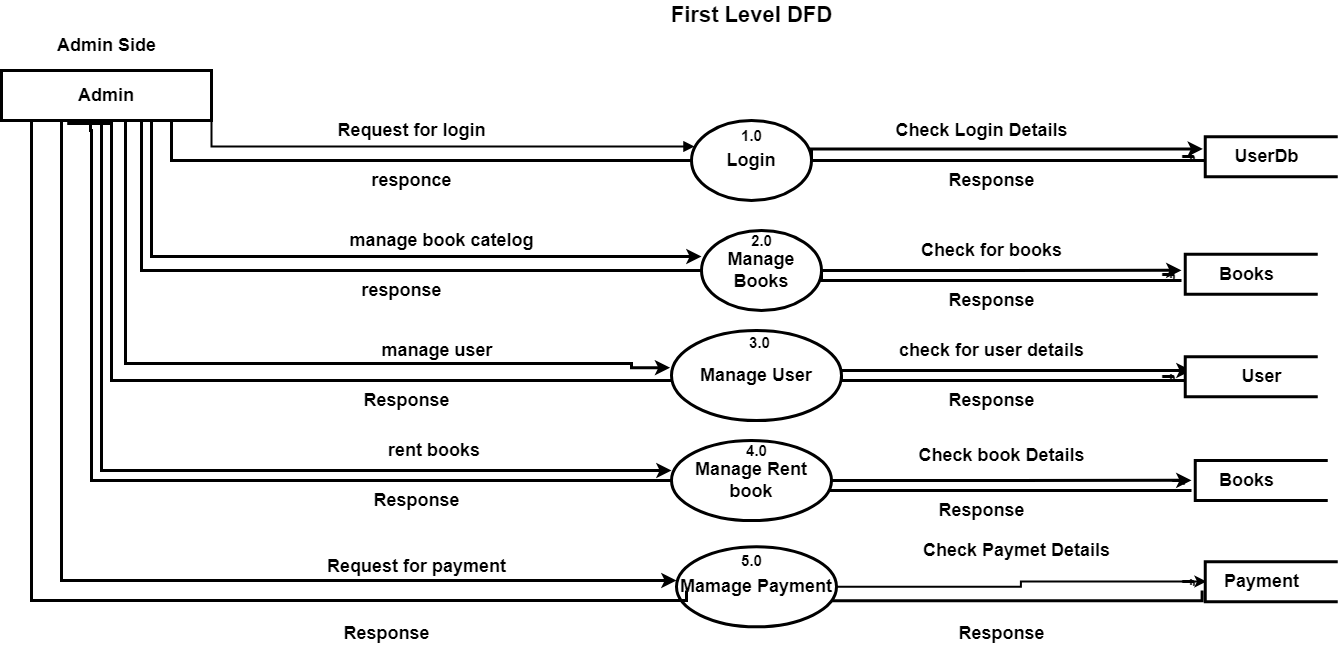 First Level DFD
Admin Side
Admin
Request for login
1.0
Login
Check Login Details
UserDb
responce
Response
manage book catelog
2.0
Manage
Books
Check for books
Books
response
Response
manage user
3.0
Manage User
check for user details
User
Response
Response
rent books
4.0
Manage Rent
book
Check book Details
Books
Response
Response
Request for payment
5.0
Mamage Payment
Check Paymet Details
Payment
Response
Response